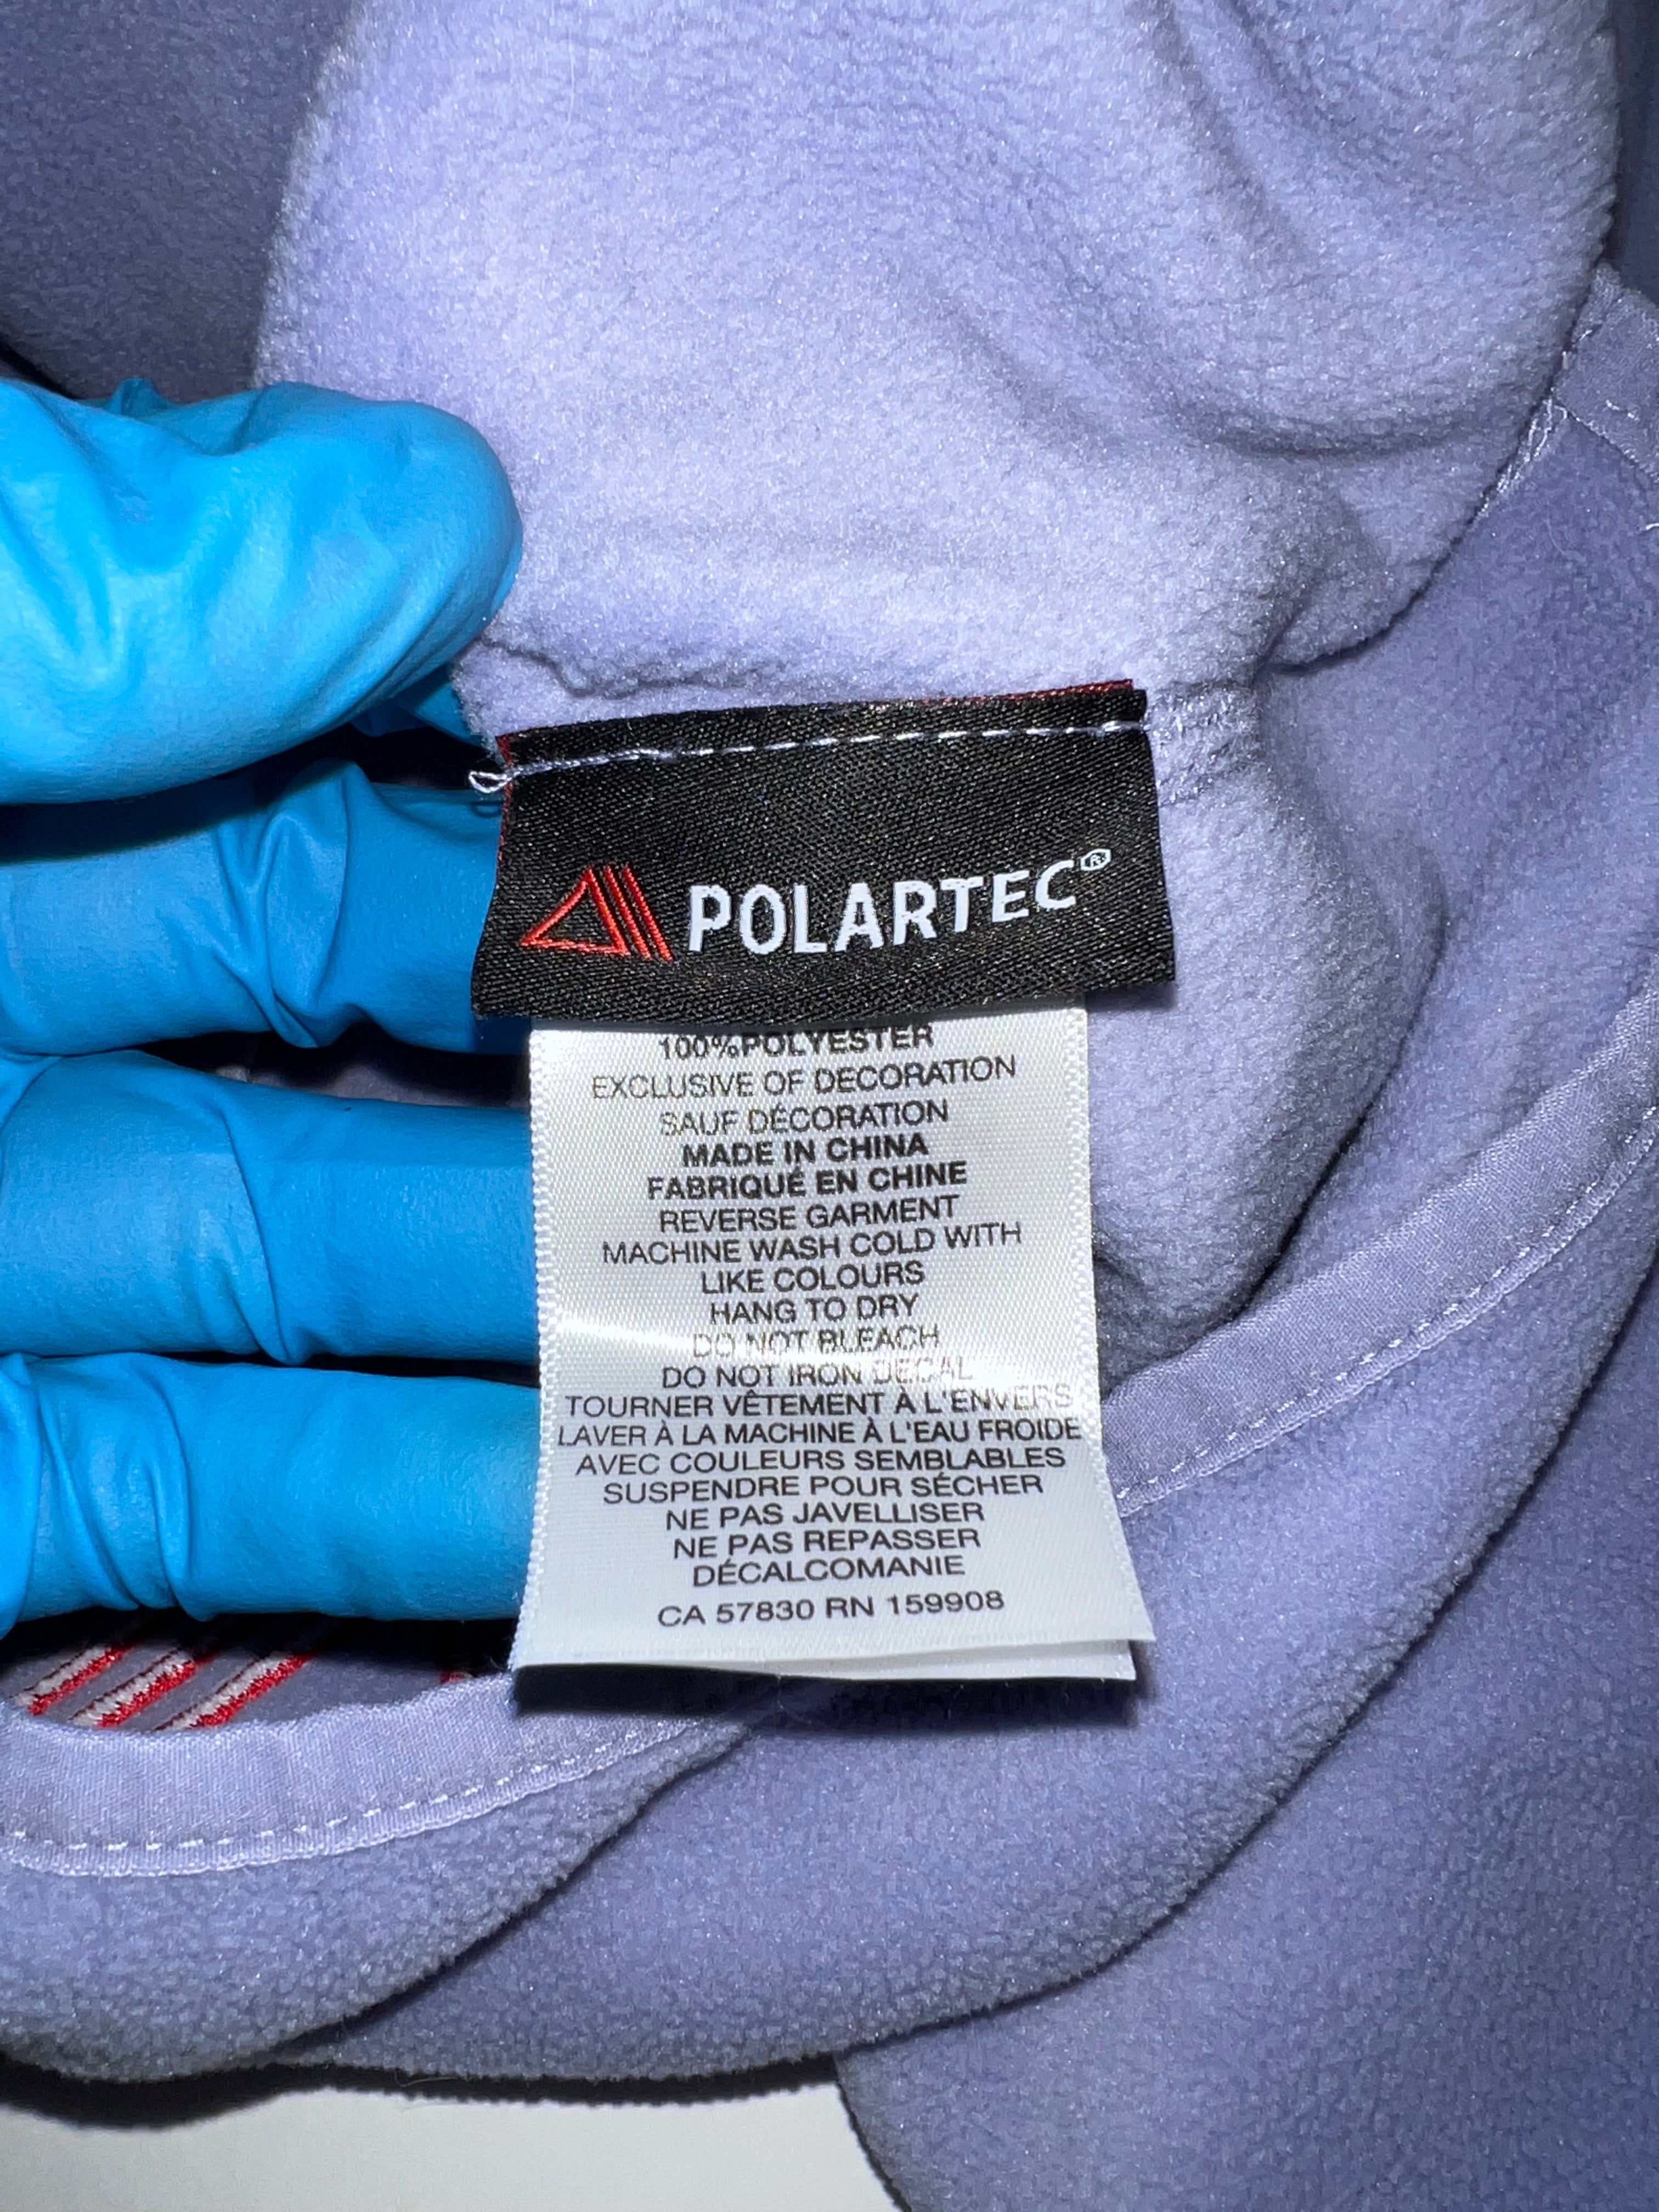 POLARTEC®
100%POLYESTER
EXCLUSIVE OF DECORATION
SAUF DÉCORATION
MADE IN CHINA
FABRIQUÉ EN CHINE
REVERSE GARMENT
MACHINE WASH COLD WITH
LIKE COLOURS
HANG TO DRY
DO NOT BLEACH
DO NOT IRON DECAL
TOURNER VÊTEMENT À L'ENVERS
LAVER À LA MACHINE À L'EAU FROIDE
AVEC COULEURS SEMBLABLES
SUSPENDRE POUR SÉCHER
NE PAS JAVELLISER
NE PAS REPASSER
DÉCALCOMANIE
CA 57830 RN 159908